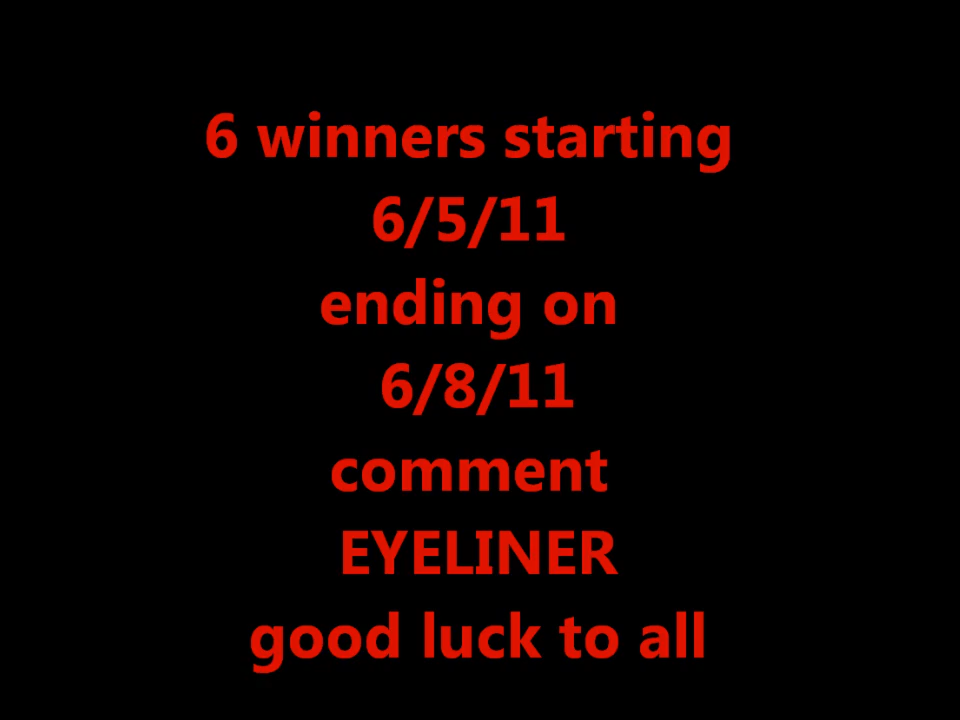 6 winners starting
6/5/11
ending on
6/8/11
comment
EYELINER
good luck to all